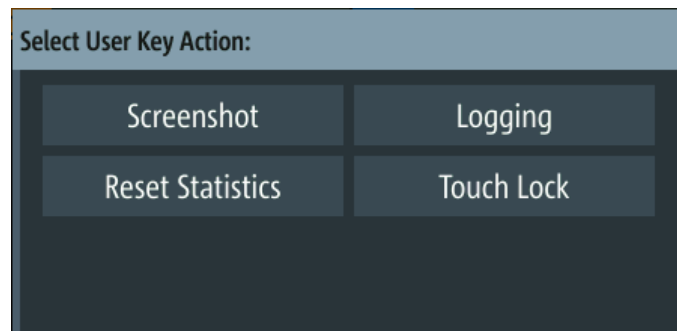 Select User Key Action:
Screenshot Logging
Reset Statistics Touch Lock